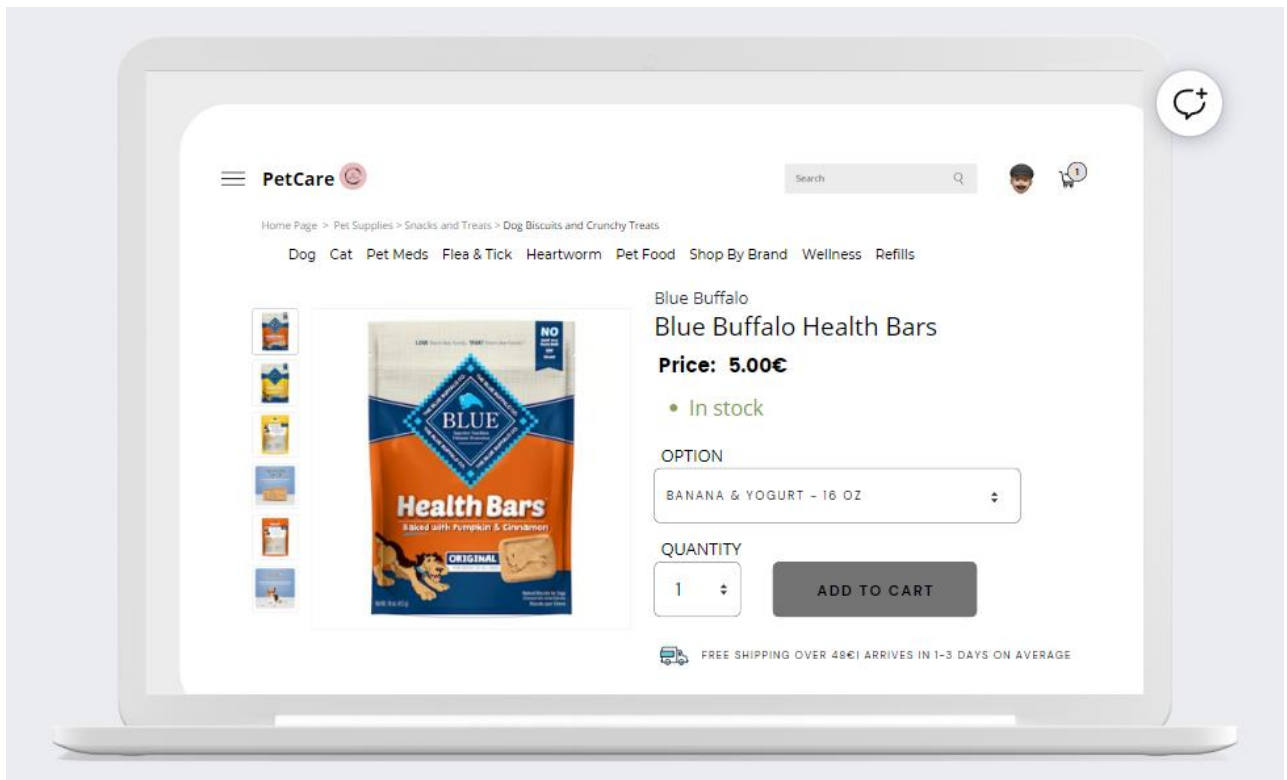 PetCare
Search
1
Home Page > Pet Supplies > Snacks and Treats > Dog Biscuits and Crunchy Treats
Dog Cat Pet Meds Flea & Tick Heartworm Pet Food Shop By Brand Wellness Refills
Blue Buffalo
Blue Buffalo Health Bars
Price: 5.00€
• In stock
OPTION
BANANA & YOGURT - 16 OZ
QUANTITY
1
ADD TO CART
FREE SHIPPING OVER 48€! ARRIVES IN 1-3 DAYS ON AVERAGE
NO
BLUE
Health Bars
Baked with Pumpkin & Cinnamon
ORIGINAL